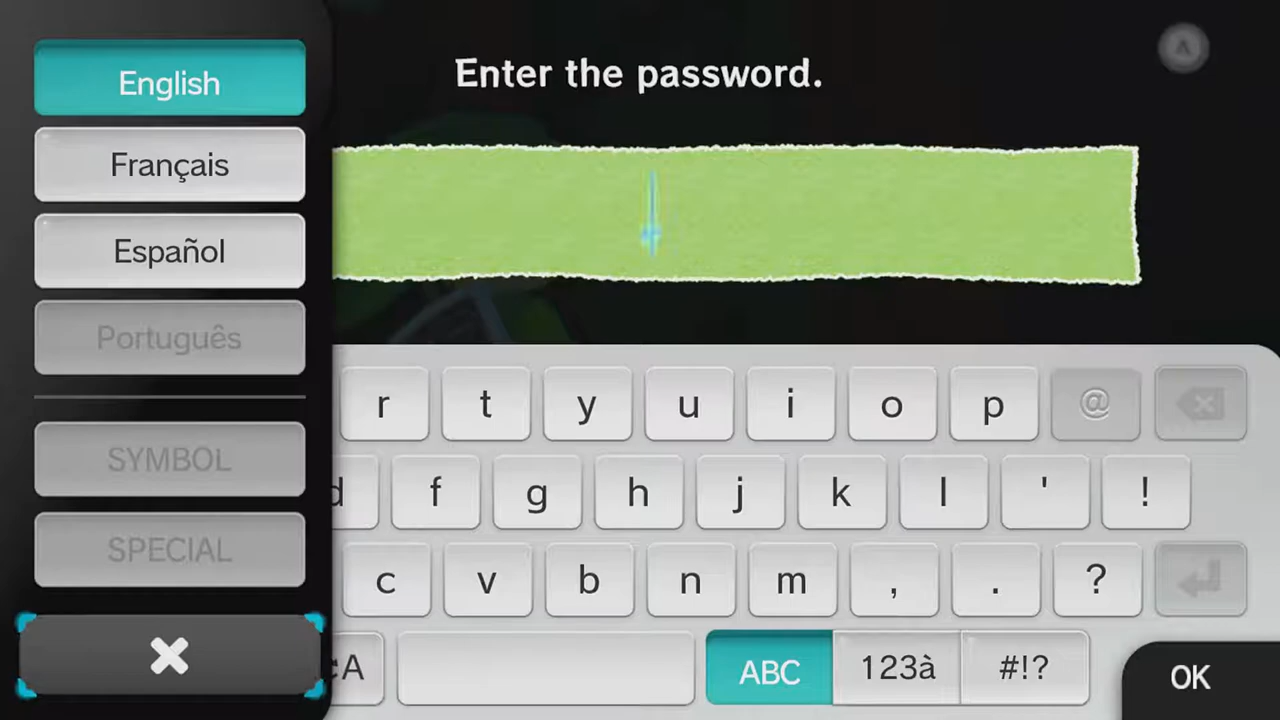 English
Français
Español
Português
SYMBOL
SPECIAL
Enter the password.
A
r t y u i o p @
d f g h j k l ' !
c v b n m , . ?
A
ABC 123à #!?
OK